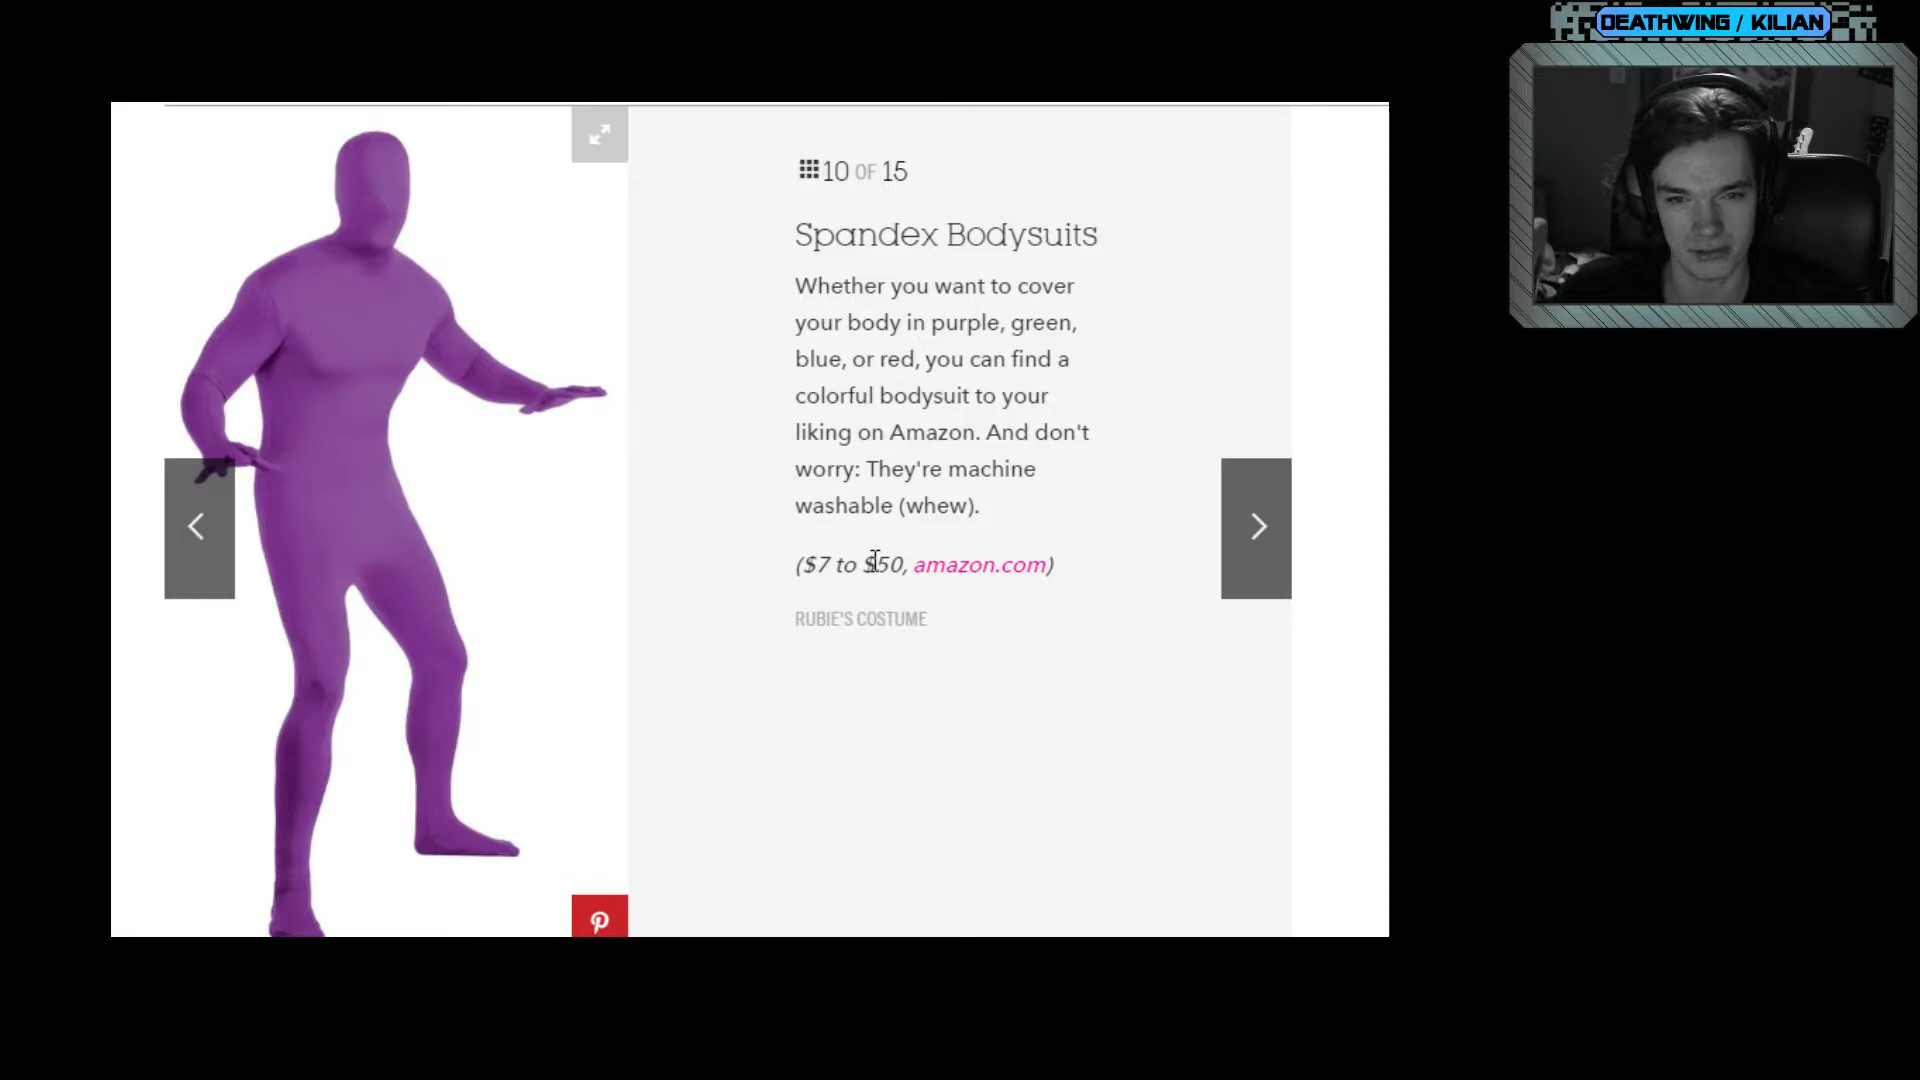 DEATHWING / KILIAN
10 OF 15
Spandex Bodysuits
Whether you want to cover
your body in purple, green,
blue, or red, you can find a
colorful bodysuit to your
liking on Amazon. And don't
worry: They're machine
washable (whew).
($7 to $50, amazon.com)
RUBIE'S COSTUME